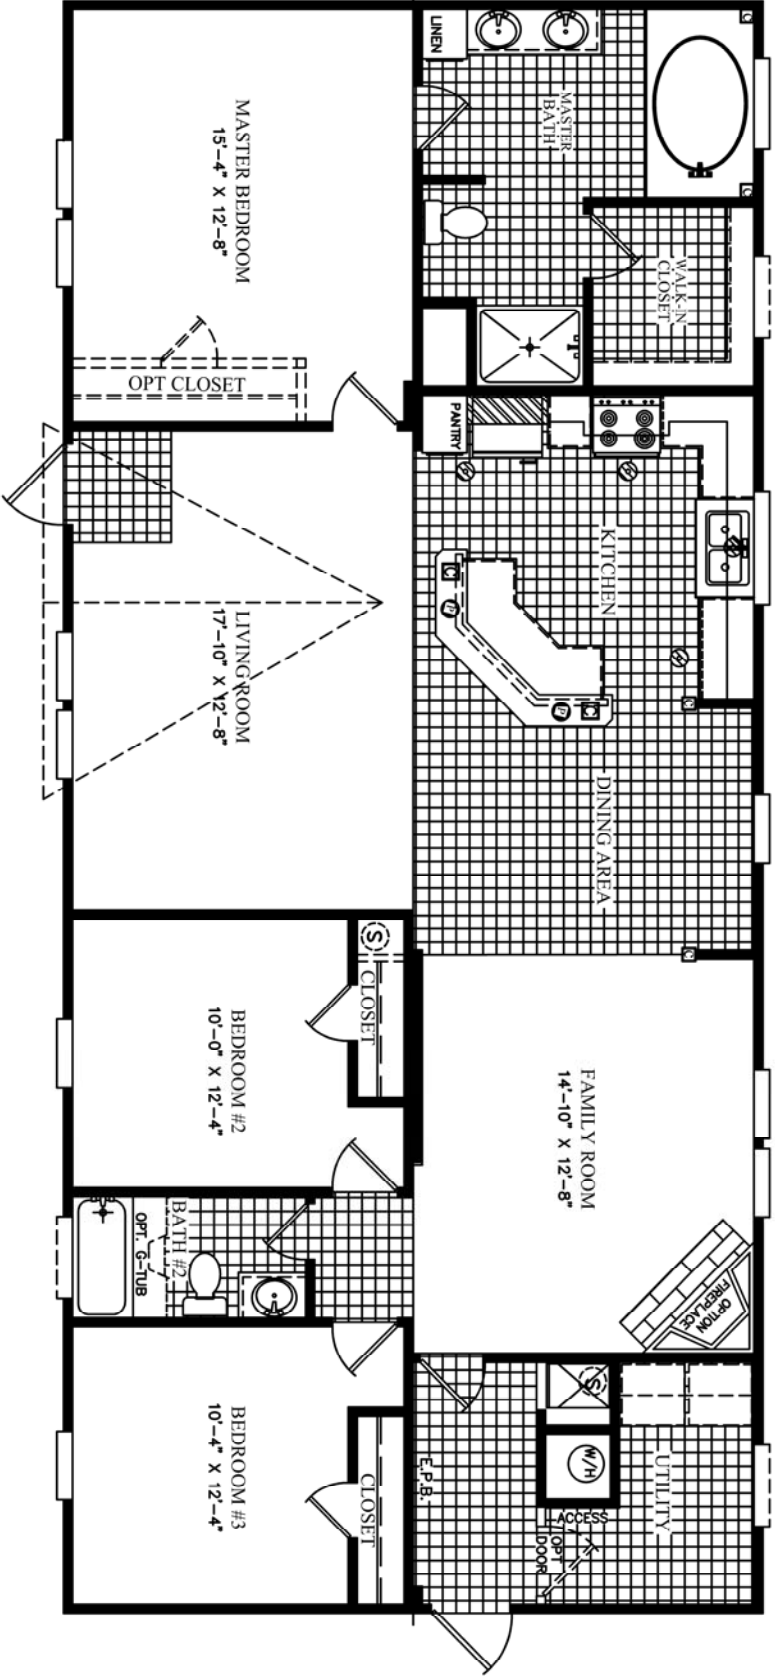 LINEN
MASTER
BATH
WALK-IN
CLOSET
MASTER BEDROOM
15'-4" X 12'-8"
OPT CLOSET
PANTRY
KITCHEN
C
P
R
P
C
C
LIVING ROOM
17'-10" X 12'-8"
DINING AREA
C
S
CLOSET
BEDROOM #2
10'-0" X 12'-4"
FAMILY ROOM
14'-10" X 12'-8"
BATH #2
OPT. G-TUB
OPTION
FIREPLACE
S
W/H
UTILITY
E.P.B.
ACCESS
OPT
DOOR
BEDROOM #3
10'-4" X 12'-4"
CLOSET